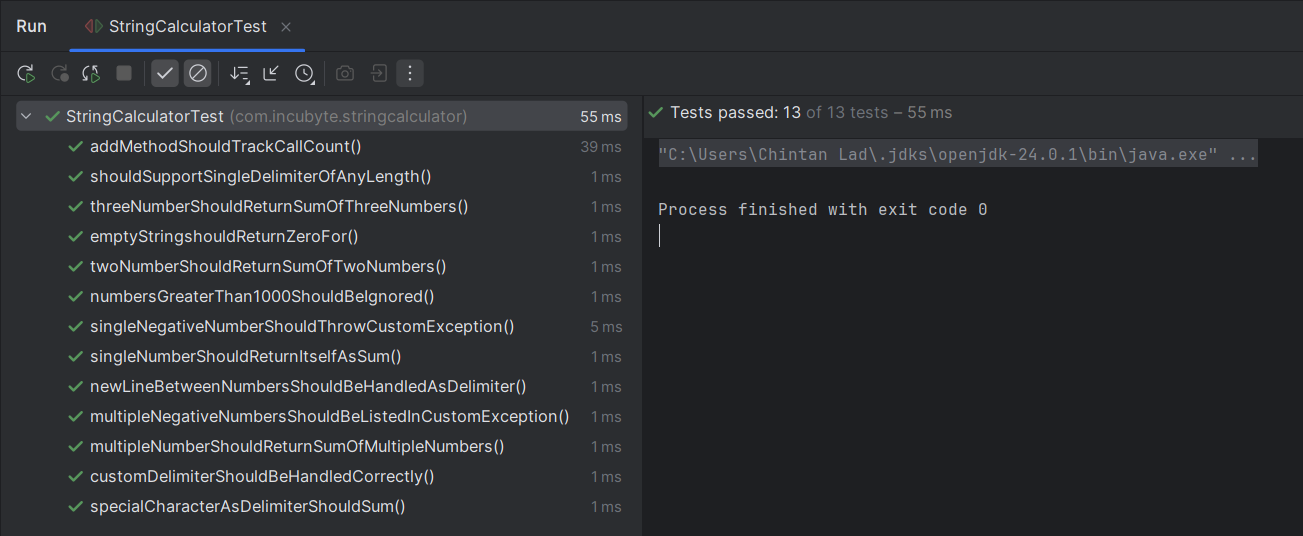 Run StringCalculatorTest ×
StringCalculatorTest (com.incubyte.stringcalculator) 55 ms
addMethodShouldTrackCallCount() 39 ms
shouldSupportSingleDelimiterOfAnyLength() 1 ms
threeNumberShouldReturnSumOfThreeNumbers() 1 ms
emptyStringshouldReturnZeroFor() 1 ms
twoNumberShouldReturnSumOfTwoNumbers() 1 ms
numbersGreaterThan1000ShouldBeIgnored() 1 ms
singleNegativeNumberShouldThrowCustomException() 5 ms
singleNumberShouldReturnItselfAsSum() 1 ms
newLineBetweenNumbersShouldBeHandledAsDelimiter() 1 ms
multipleNegativeNumbersShouldBeListedInCustomException() 1 ms
multipleNumberShouldReturnSumOfMultipleNumbers() 1 ms
customDelimiterShouldBeHandledCorrectly() 1 ms
specialCharacterAsDelimiterShouldSum() 1 ms
Tests passed: 13 of 13 tests – 55 ms
"C:\Users\Chintan Lad\.jdks\openjdk-24.0.1\bin\java.exe" ...
Process finished with exit code 0